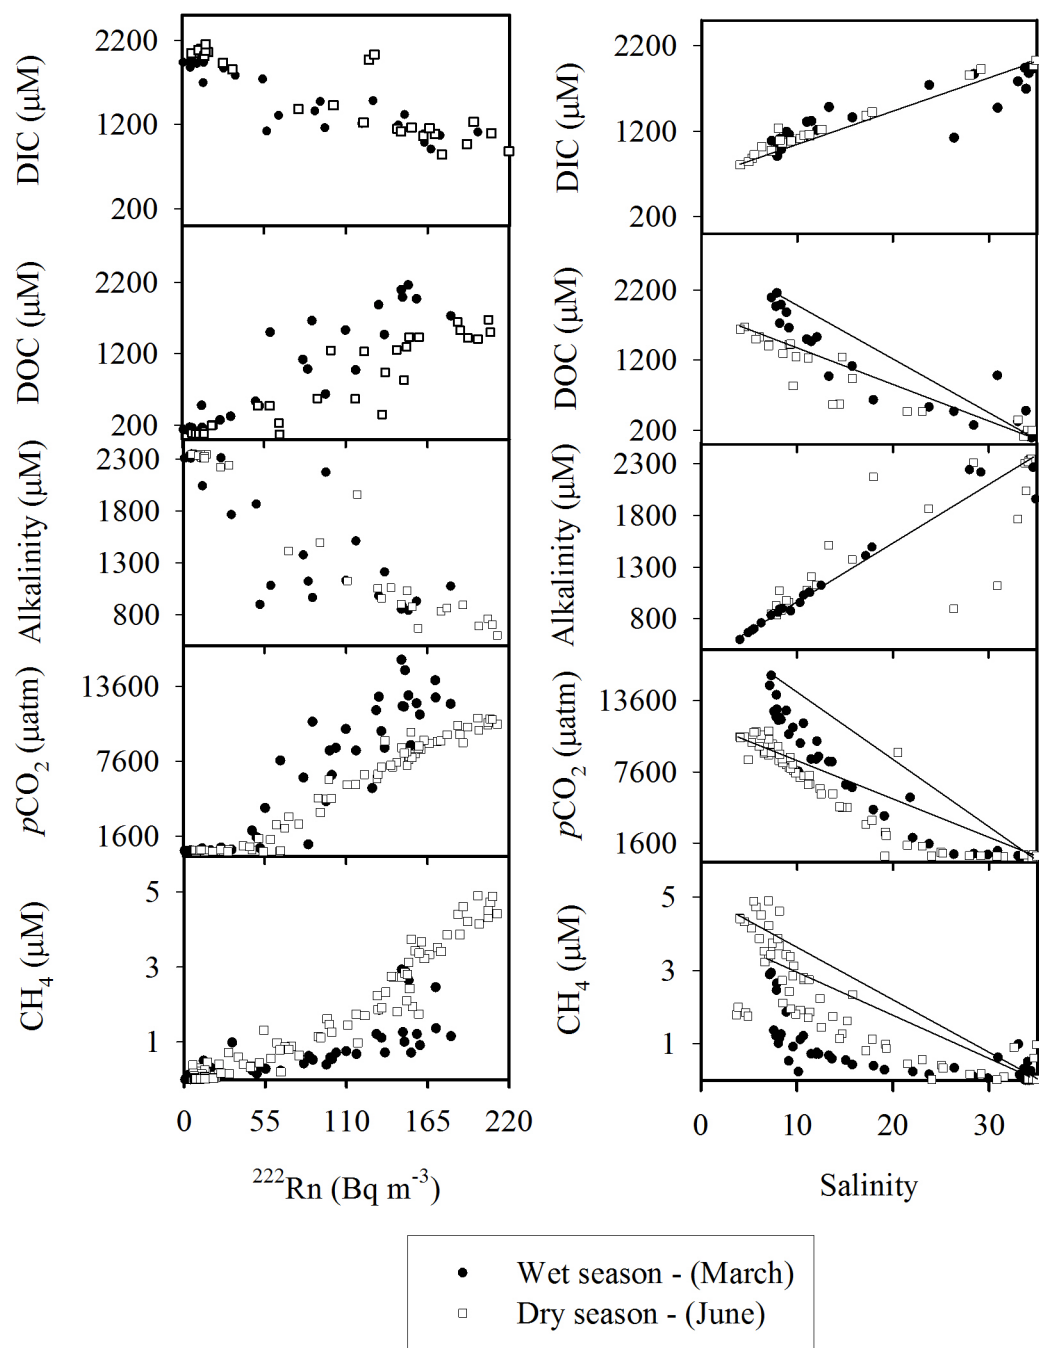 DIC (µM)
2200
1200
200
DIC (µM)
2200
1200
200
DOC (µM)
2200
1200
200
DOC (µM)
2200
1200
200
Alkalinity (µM)
2300
1800
1300
800
Alkalinity (µM)
2300
1800
1300
800
pCO2 (µatm)
13600
7600
1600
pCO2 (µatm)
13600
7600
1600
CH4 (µM)
5
3
1
CH4 (µM)
5
3
1
0 55 110 165 220
0 10 20 30
222Rn (Bq m-3)
Salinity
Wet season - (March)
Dry season - (June)